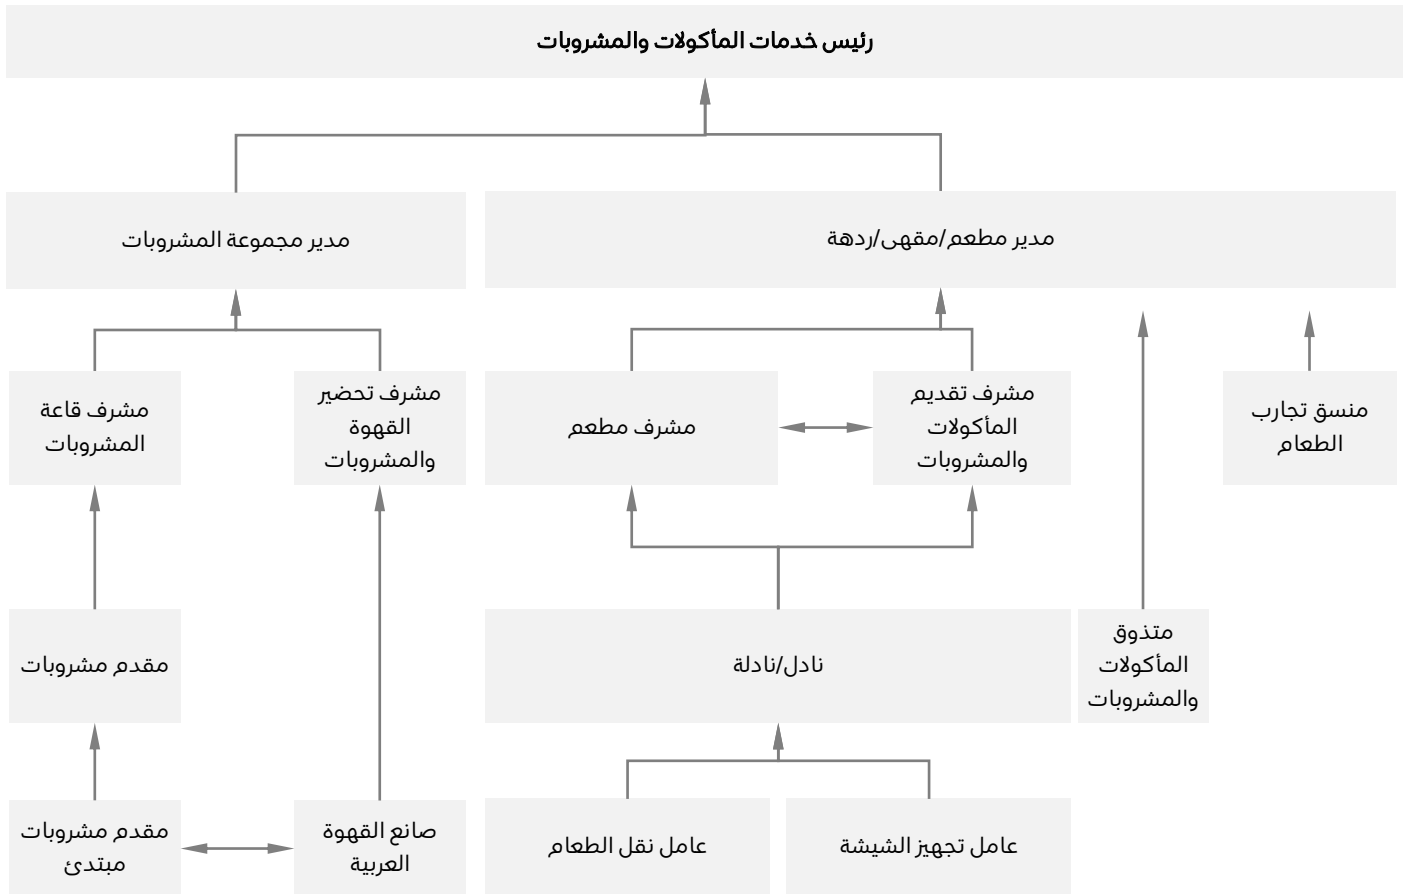 رئيس خدمات المأكولات والمشروبات
مدير مطعم/مقهى/ردهة
مدير مجموعة المشروبات
منسق تجارب
الطعام
مشرف تقديم
المأكولات
والمشروبات
مشرف مطعم
مشرف تحضير
القهوة
والمشروبات
مشرف قاعة
المشروبات
متذوق
المأكولات
والمشروبات
نادل/نادلة
مقدم مشروبات
عامل تجهيز الشيشة
عامل نقل الطعام
صانع القهوة
العربية
مقدم مشروبات
مبتدئ